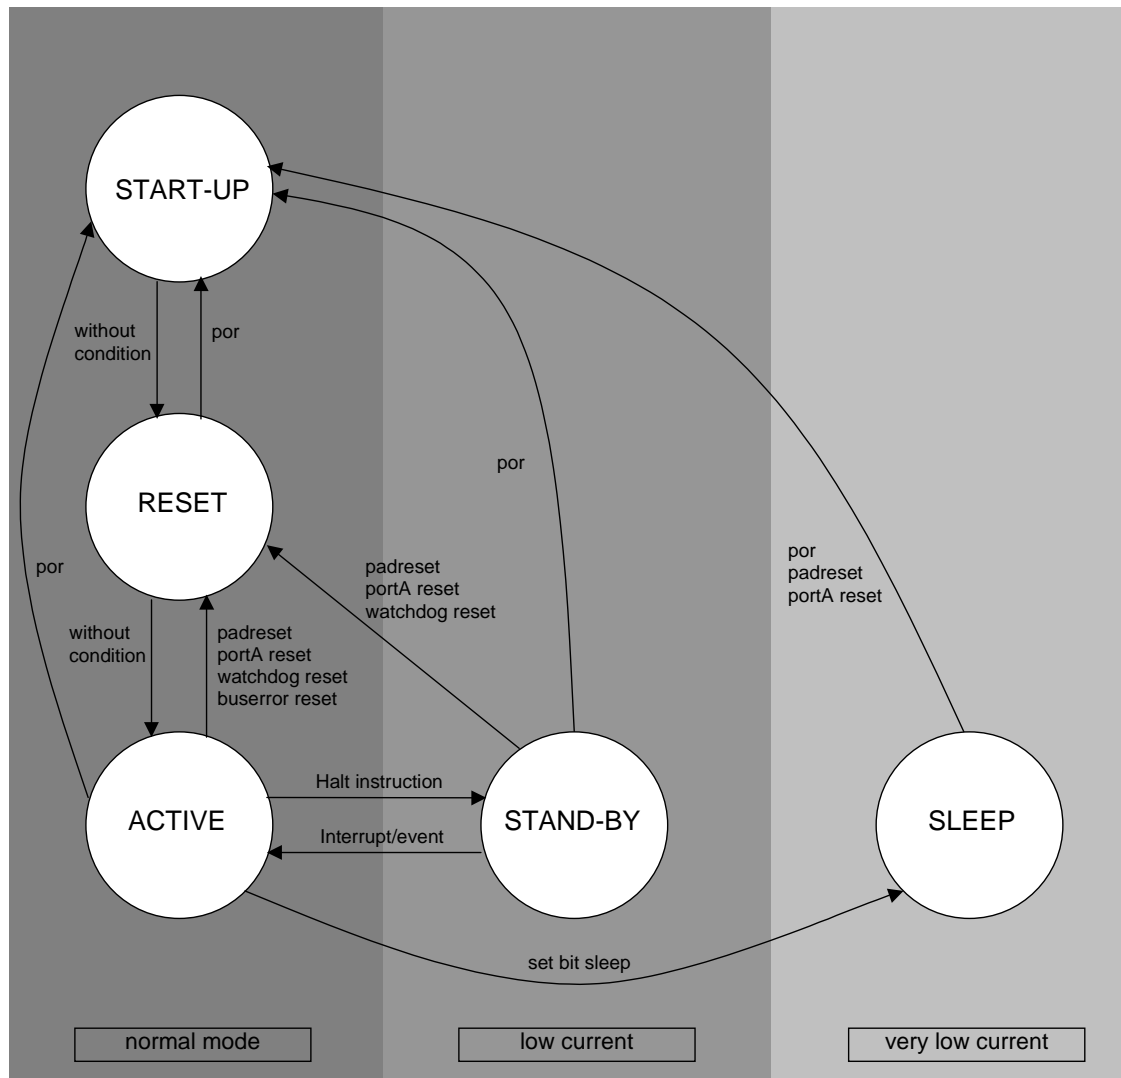 START-UP
without
condition
por
RESET
por
por
padreset
portA reset
watchdog reset
por
padreset
portA reset
without
condition
padreset
portA reset
watchdog reset
buserror reset
Halt instruction
ACTIVE
STAND-BY
SLEEP
Interrupt/event
set bit sleep
normal mode
low current
very low current